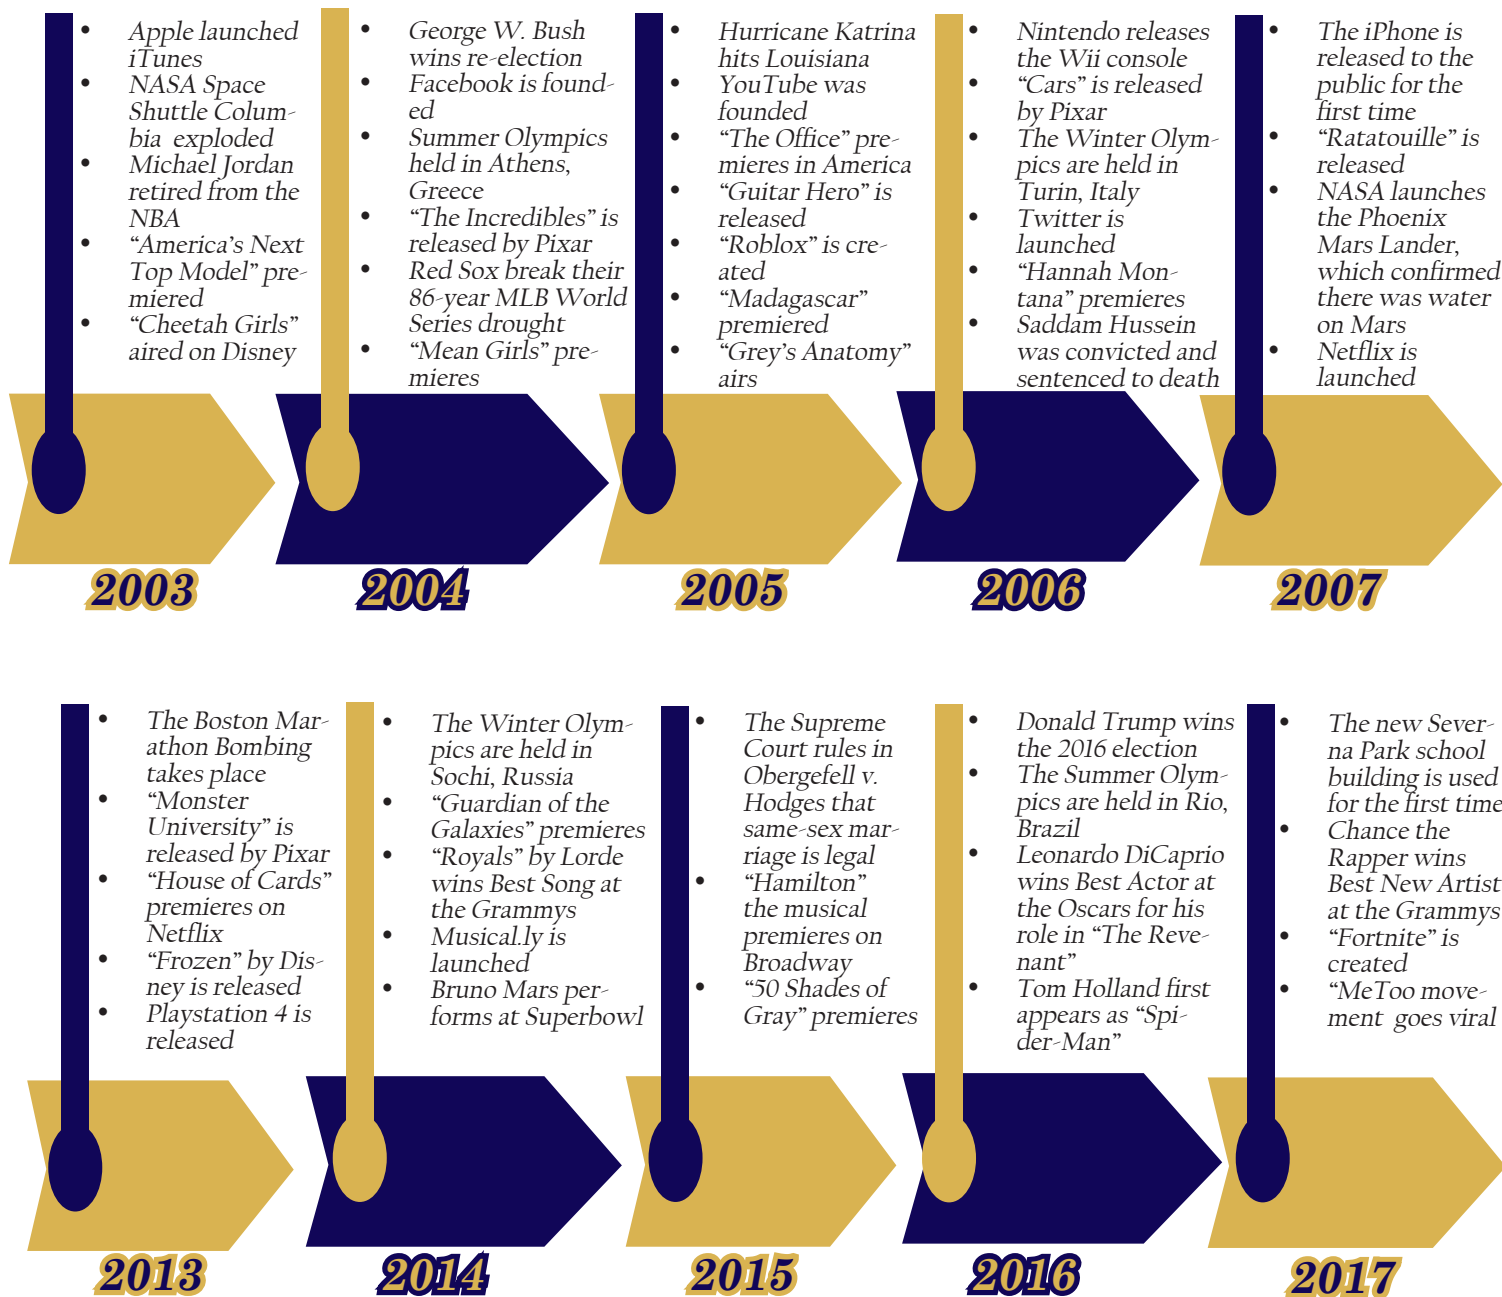 • Apple launched
iTunes
• NASA Space
Shuttle Colum-
bia exploded
• Michael Jordan
retired from the
NBA
• “America’s Next
Top Model” pre-
miered
• “Cheetah Girls”
aired on Disney
2003
• George W. Bush
wins re-election
• Facebook is found-
ed
• Summer Olympics
held in Athens,
Greece
• “The Incredibles” is
released by Pixar
• Red Sox break their
86-year MLB World
Series drought
• “Mean Girls” pre-
mieres
2004
• Hurricane Katrina
hits Louisiana
• YouTube was
founded
• “The Office” pre-
mieres in America
• “Guitar Hero” is
released
• “Roblox” is cre-
ated
• “Madagascar”
premiered
• “Grey’s Anatomy”
airs
2005
• Nintendo releases
the Wii console
• “Cars” is released
by Pixar
• The Winter Olym-
pics are held in
Turin, Italy
• Twitter is
launched
• “Hannah Mon-
tana” premieres
• Saddam Hussein
was convicted and
sentenced to death
2006
• The iPhone is
released to the
public for the
first time
• “Ratatouille” is
released
• NASA launches
the Phoenix
Mars Lander,
which confirmed
there was water
on Mars
• Netflix is
launched
2007
• The Boston Mar-
athon Bombing
takes place
• “Monster
University” is
released by Pixar
• “House of Cards”
premieres on
Netflix
• “Frozen” by Dis-
ney is released
• Playstation 4 is
released
2013
• The Winter Olym-
pics are held in
Sochi, Russia
• “Guardian of the
Galaxies” premieres
• “Royals” by Lorde
wins Best Song at
the Grammys
• Musical.ly is
launched
• Bruno Mars per-
forms at Superbowl
2014
• The Supreme
Court rules in
Obergefell v.
Hodges that
same-sex mar-
riage is legal
• “Hamilton”
the musical
premieres on
Broadway
• “50 Shades of
Gray” premieres
2015
• Donald Trump wins
the 2016 election
• The Summer Olym-
pics are held in Rio,
Brazil
• Leonardo DiCaprio
wins Best Actor at
the Oscars for his
role in “The Reve-
nant”
• Tom Holland first
appears as “Spi-
der-Man”
2016
• The new Sever-
na Park school
building is used
for the first time
• Chance the
Rapper wins
Best New Artist
at the Grammys
• “Fortnite” is
created
• “MeToo move-
ment goes viral
2017